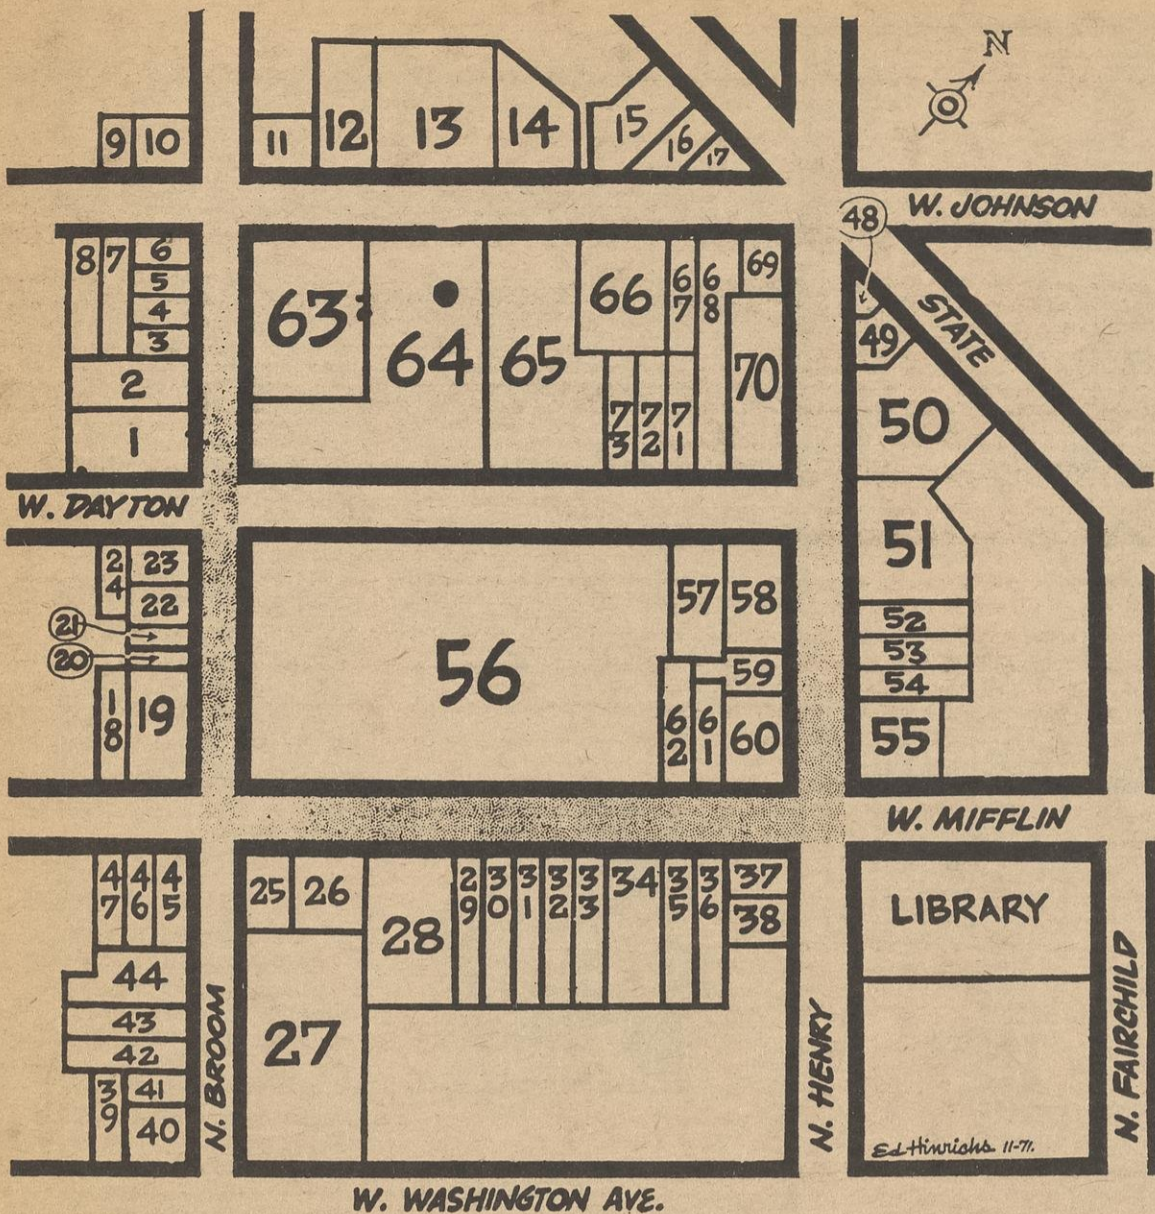 N
9 10 11 12 13 14 15 16 17
W. JOHNSON
48
8 7 6
5
4
3
2
1
63 64 65 66 67 68 69
70
73 72 71
STATE
49
50
W. DAYTON
24 23
22
21
20
18 19
56
57 58
59
62 61 60
51
52
53
54
55
W. MIFFLIN
47 46 45
44
43
42
39 41
40
N. BROOM
25 26
27
28 29 30 31 32 33 34 35 36 37
38
N. HENRY
LIBRARY
N. FAIRCHILD
Ed Hinrichs 11-71.
W. WASHINGTON AVE.